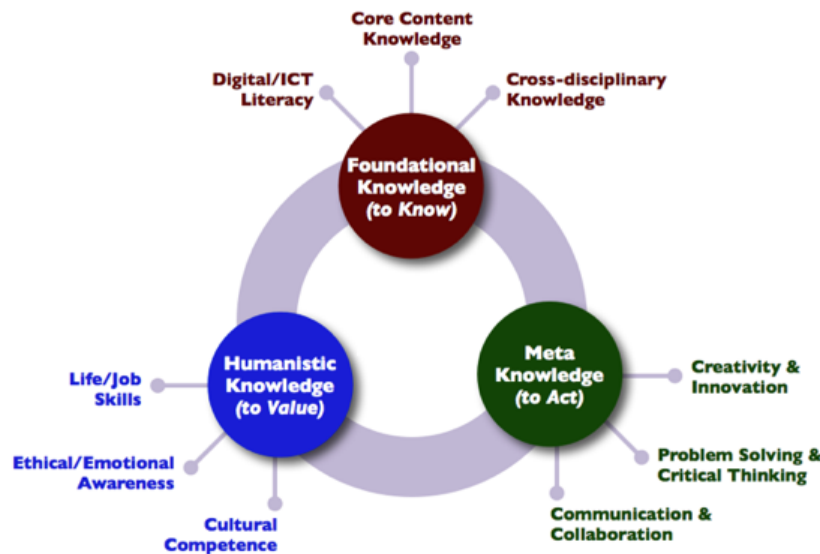 Core Content
Knowledge
Digital/ICT
Literacy
Cross-disciplinary
Knowledge
Foundational
Knowledge
(to Know)
Humanistic
Knowledge
(to Value)
Meta
Knowledge
(to Act)
Life/Job
Skills
Ethical/Emotional
Awareness
Cultural
Competence
Creativity &
Innovation
Problem Solving &
Critical Thinking
Communication &
Collaboration